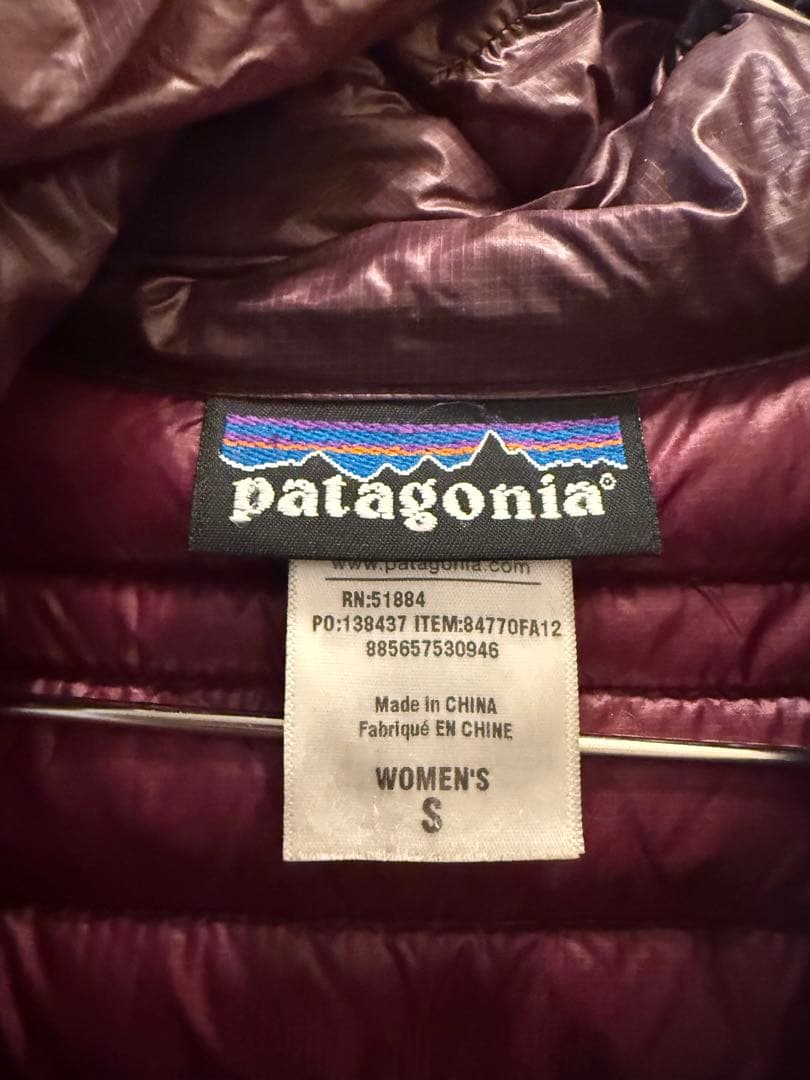 patagonia®
www.patagonia.com
RN:51884
PO:138437 ITEM:84770FA12
885657530946
Made in CHINA
Fabriqué EN CHINE
WOMEN'S
S